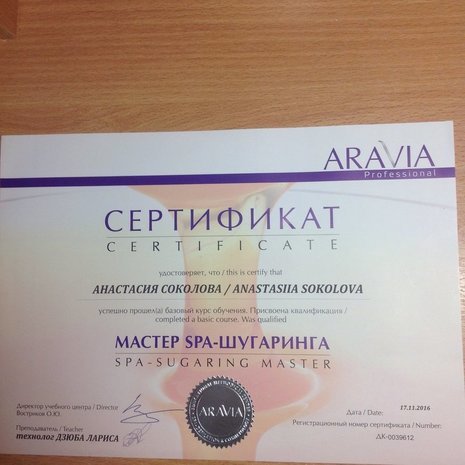 ARAVIA
Professional
СЕРТИФИКАТ
CERTIFICATE
удостоверяет, что / this is certify that
АНАСТАСИЯ СОКОЛОВА / ANASTASIIA SOKOLOVA
успешно прошел(а) базовый курс обучения. Присвоена квалификация /
completed a basic course. Was qualified
МАСТЕР SPA-ШУГАРИНГА
SPA-SUGARING MASTER
Директор учебного центра / Director
Востриков О.Ю.
Преподаватель / Teacher
технолог ДЗЮБА ЛАРИСА
ARAVIA
Дата / Date: 17.11.2016
Регистрационный номер сертификата / Number:
ДК-0039612